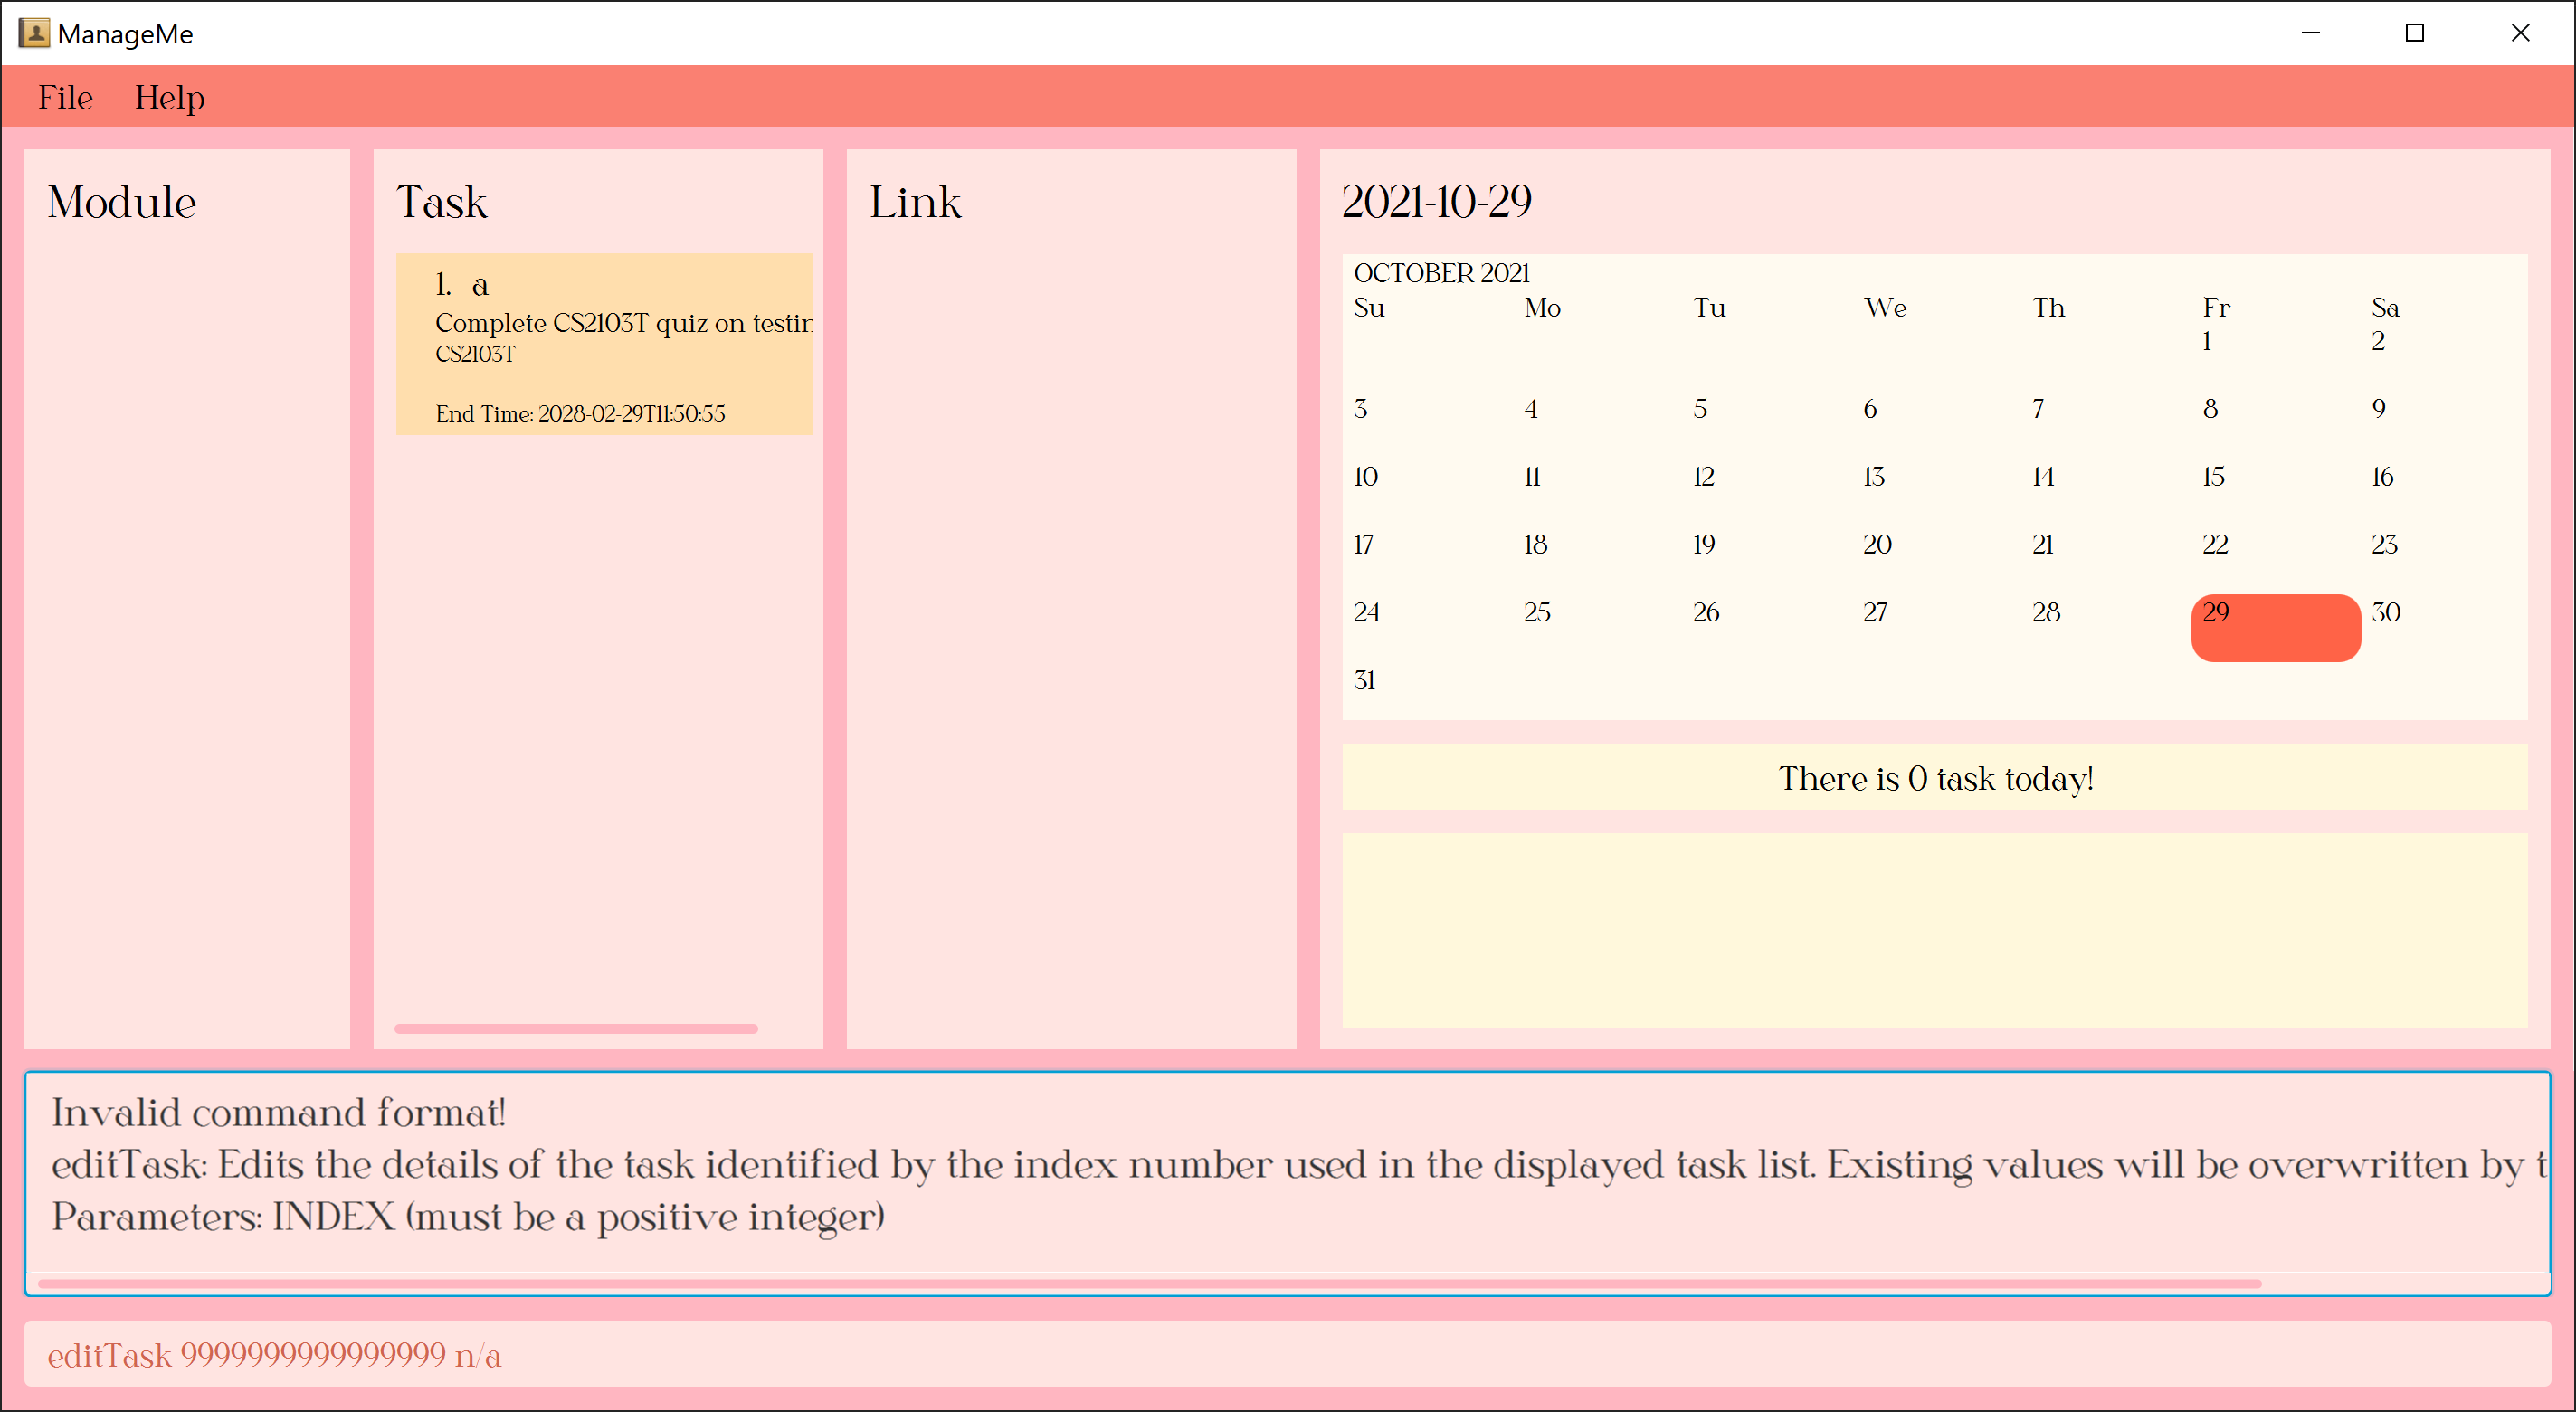 ManageMe
File Help
Module
Task
1. a
Complete CS2103T quiz on testin
CS2103T
End Time: 2028-02-29T11:50:55
Link
2021-10-29
OCTOBER 2021
Su Mo Tu We Th Fr Sa
1 2
3 4 5 6 7 8 9
10 11 12 13 14 15 16
17 18 19 20 21 22 23
24 25 26 27 28 29 30
31
There is 0 task today!
Invalid command format!
editTask: Edits the details of the task identified by the index number used in the displayed task list. Existing values will be overwritten by t
Parameters: INDEX (must be a positive integer)
editTask 9999999999999999 n/a